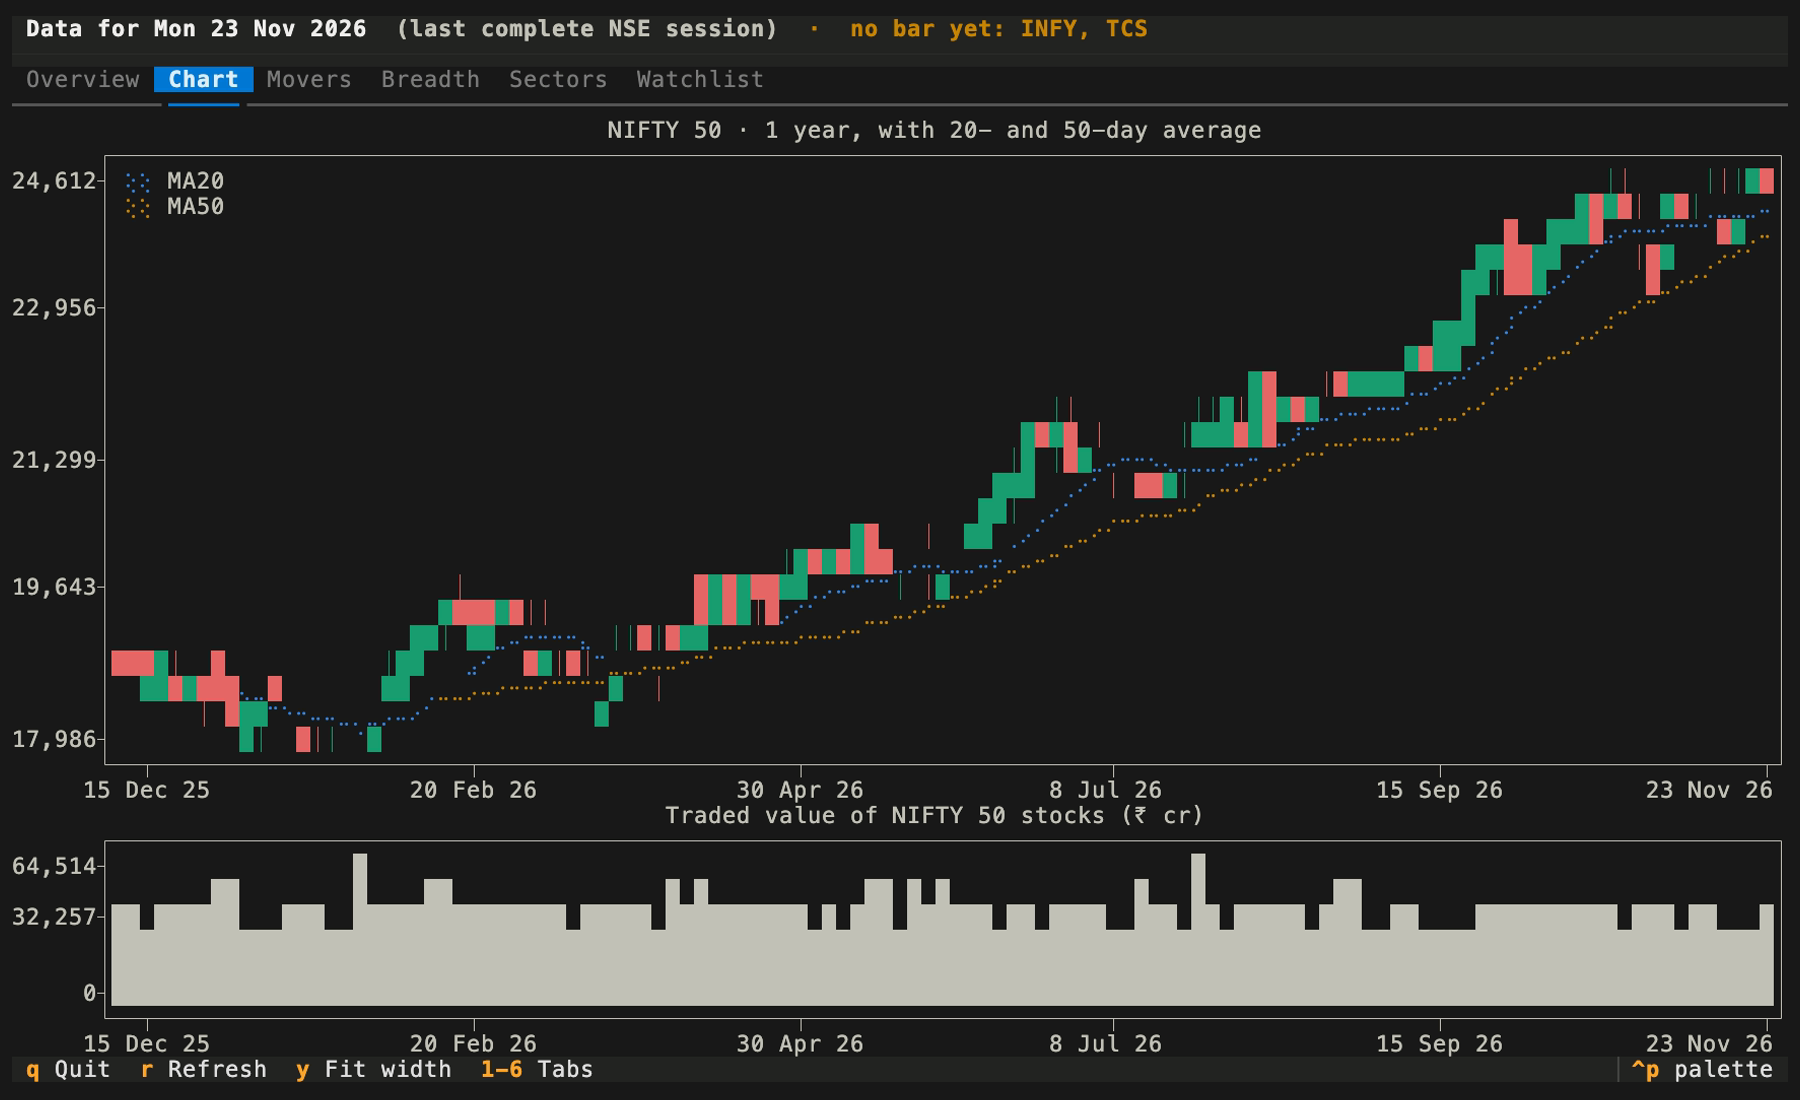 Data for Mon 23 Nov 2026 (last complete NSE session) · no bar yet: INFY, TCS
Overview Chart Movers Breadth Sectors Watchlist
NIFTY 50 · 1 year, with 20- and 50-day average
24,612
MA20
MA50
22,956
21,299
19,643
17,986
15 Dec 25 20 Feb 26 30 Apr 26 8 Jul 26 15 Sep 26 23 Nov 26
Traded value of NIFTY 50 stocks (₹ cr)
64,514
32,257
0
15 Dec 25 20 Feb 26 30 Apr 26 8 Jul 26 15 Sep 26 23 Nov 26
q Quit r Refresh y Fit width 1-6 Tabs ^p palette